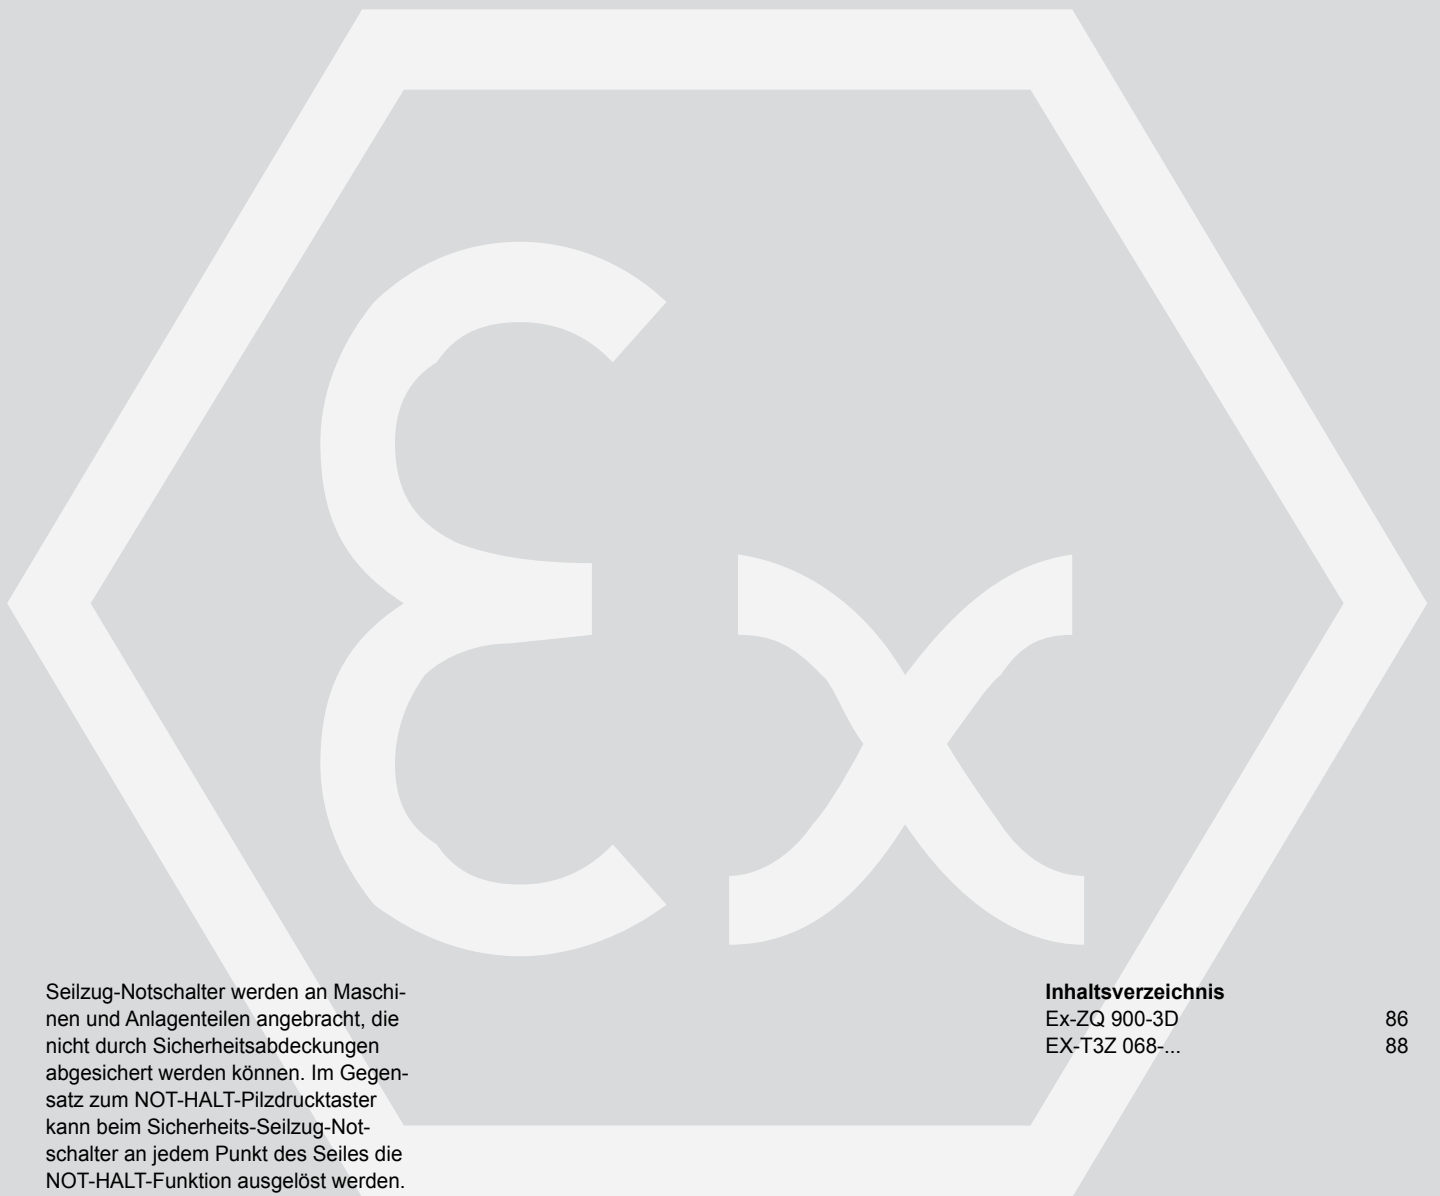 Ex
Seilzug-Notschalter werden an Maschi-
nen und Anlagenteilen angebracht, die
nicht durch Sicherheitsabdeckungen
abgesichert werden können. Im Gegen-
satz zum NOT-HALT-Pilzdrucktaster
kann beim Sicherheits-Seilzug-Not-
schalter an jedem Punkt des Seiles die
NOT-HALT-Funktion ausgelöst werden.
Inhaltsverzeichnis
Ex-ZQ 900-3D 86
EX-T3Z 068-... 88